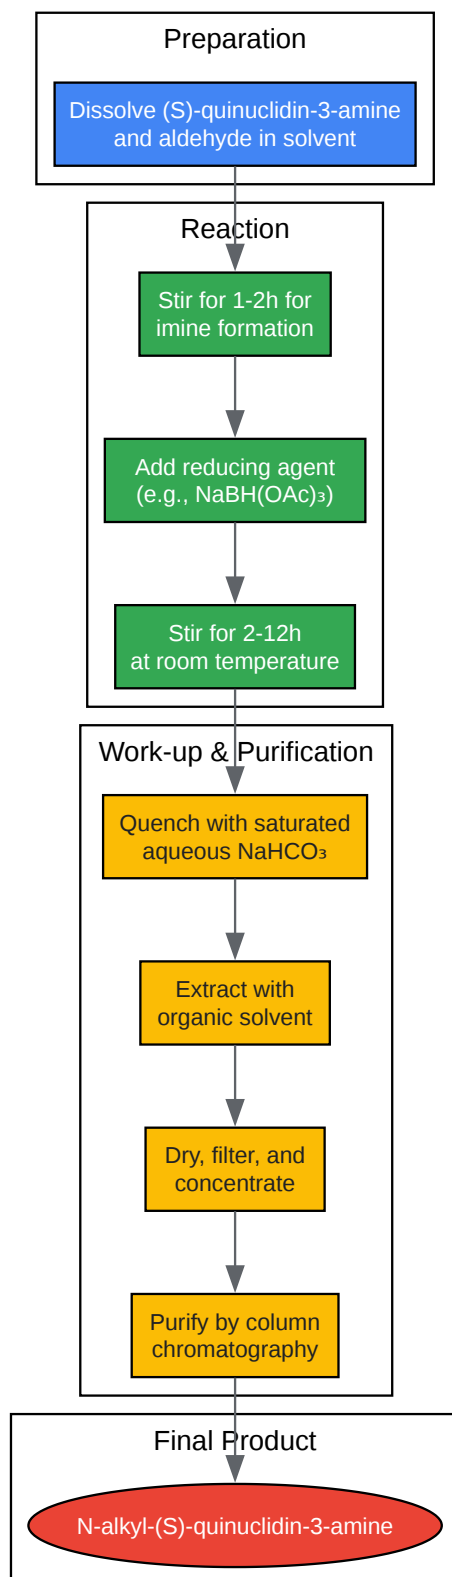 Preparation
Dissolve (S)-quinuclidin-3-amine
and aldehyde in solvent
Reaction
Stir for 1-2h for
imine formation
Add reducing agent
(e.g., NaBH(OAc)₃)
Stir for 2-12h
at room temperature
Work-up & Purification
Quench with saturated
aqueous NaHCO₃
Extract with
organic solvent
Dry, filter, and
concentrate
Purify by column
chromatography
Final Product
N-alkyl-(S)-quinuclidin-3-amine